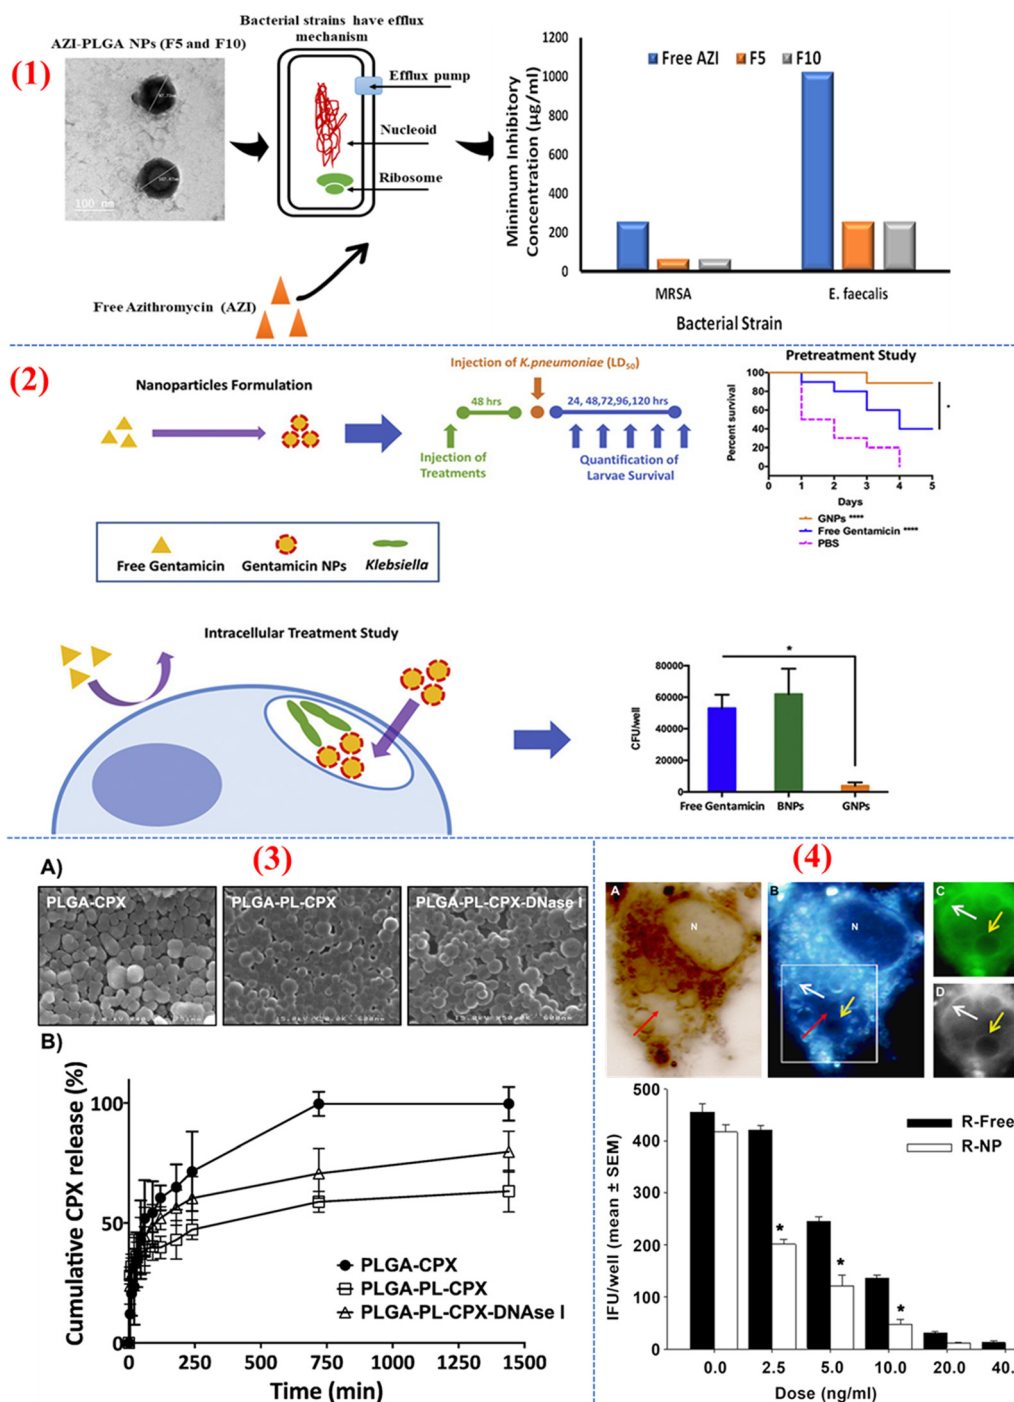 (1)
AZI-PLGA NPs (F5 and F10)
100 nm
Bacterial strains have efflux
mechanism
Efflux pump
Nucleoid
Ribosome
Free Azithromycin (AZI)
Minimum Inhibitory
Concentration (µg/ml)
1200
1000
800
600
400
200
0
Free AZI
F5
F10
MRSA
E. faecalis
Bacterial Strain
(2)
Nanoparticles Formulation
Injection of K.pneumoniae (LD50)
48 hrs
24, 48,72,96,120 hrs
Injection of
Treatments
Quantification of
Larvae Survival
Pretreatment Study
Percent survival
100
80
60
40
20
0
*
0 1 2 3 4 5
Days
GNPs ****
Free Gentamicin ****
PBS
Free Gentamicin
Gentamicin NPs
Klebsiella
Intracellular Treatment Study
CFU/well
80000
60000
40000
20000
0
*
Free Gentamicin
BNPs
GNPs
(3)
A)
PLGA-CPX
PLGA-PL-CPX
PLGA-PL-CPX-DNase I
B)
Cumulative CPX release (%)
100
50
0
PLGA-CPX
PLGA-PL-CPX
PLGA-PL-CPX-DNAse I
0 250 500 750 1000 1250 1500
Time (min)
(4)
A
N
B
N
C
D
IFU/well (mean ± SEM)
500
400
300
200
100
0
R-Free
R-NP
*
*
*
0.0 2.5 5.0 10.0 20.0 40.
Dose (ng/ml)